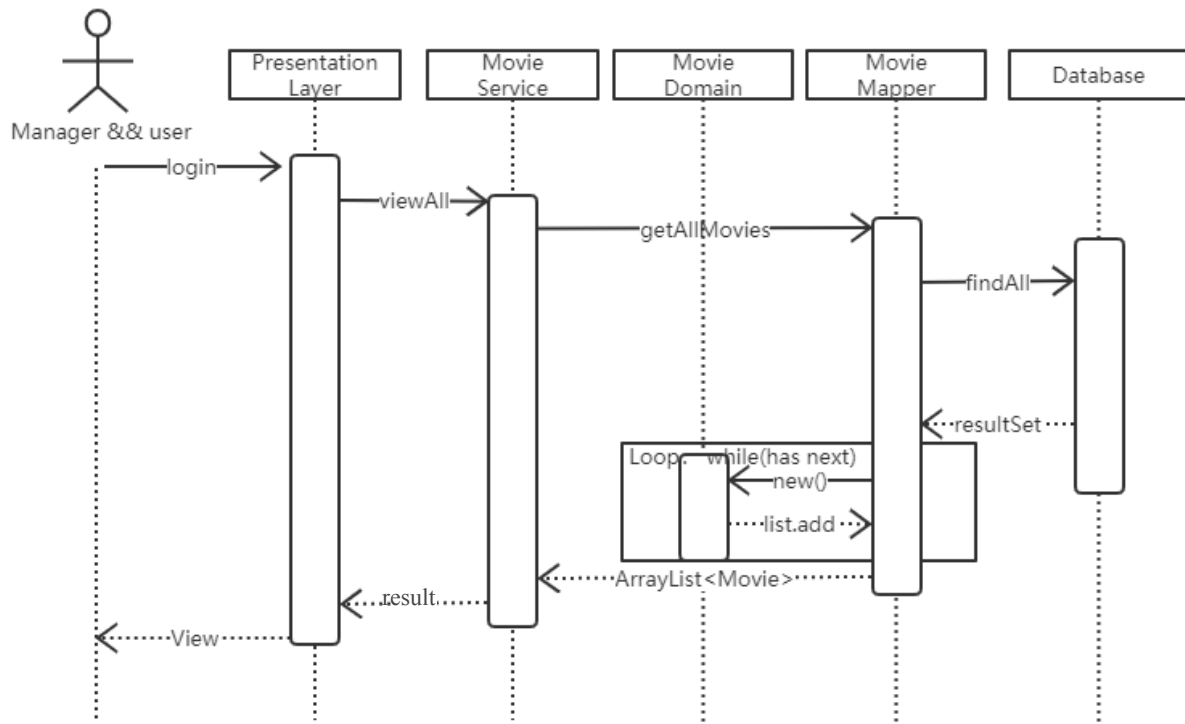 Presentation
Layer
Movie
Service
Movie
Domain
Movie
Mapper
Database
Manager && user
login
viewAll
getAllMovies
findAll
resultSet
Loop: while(has next)
new()
list.add
ArrayList<Movie>
result
View